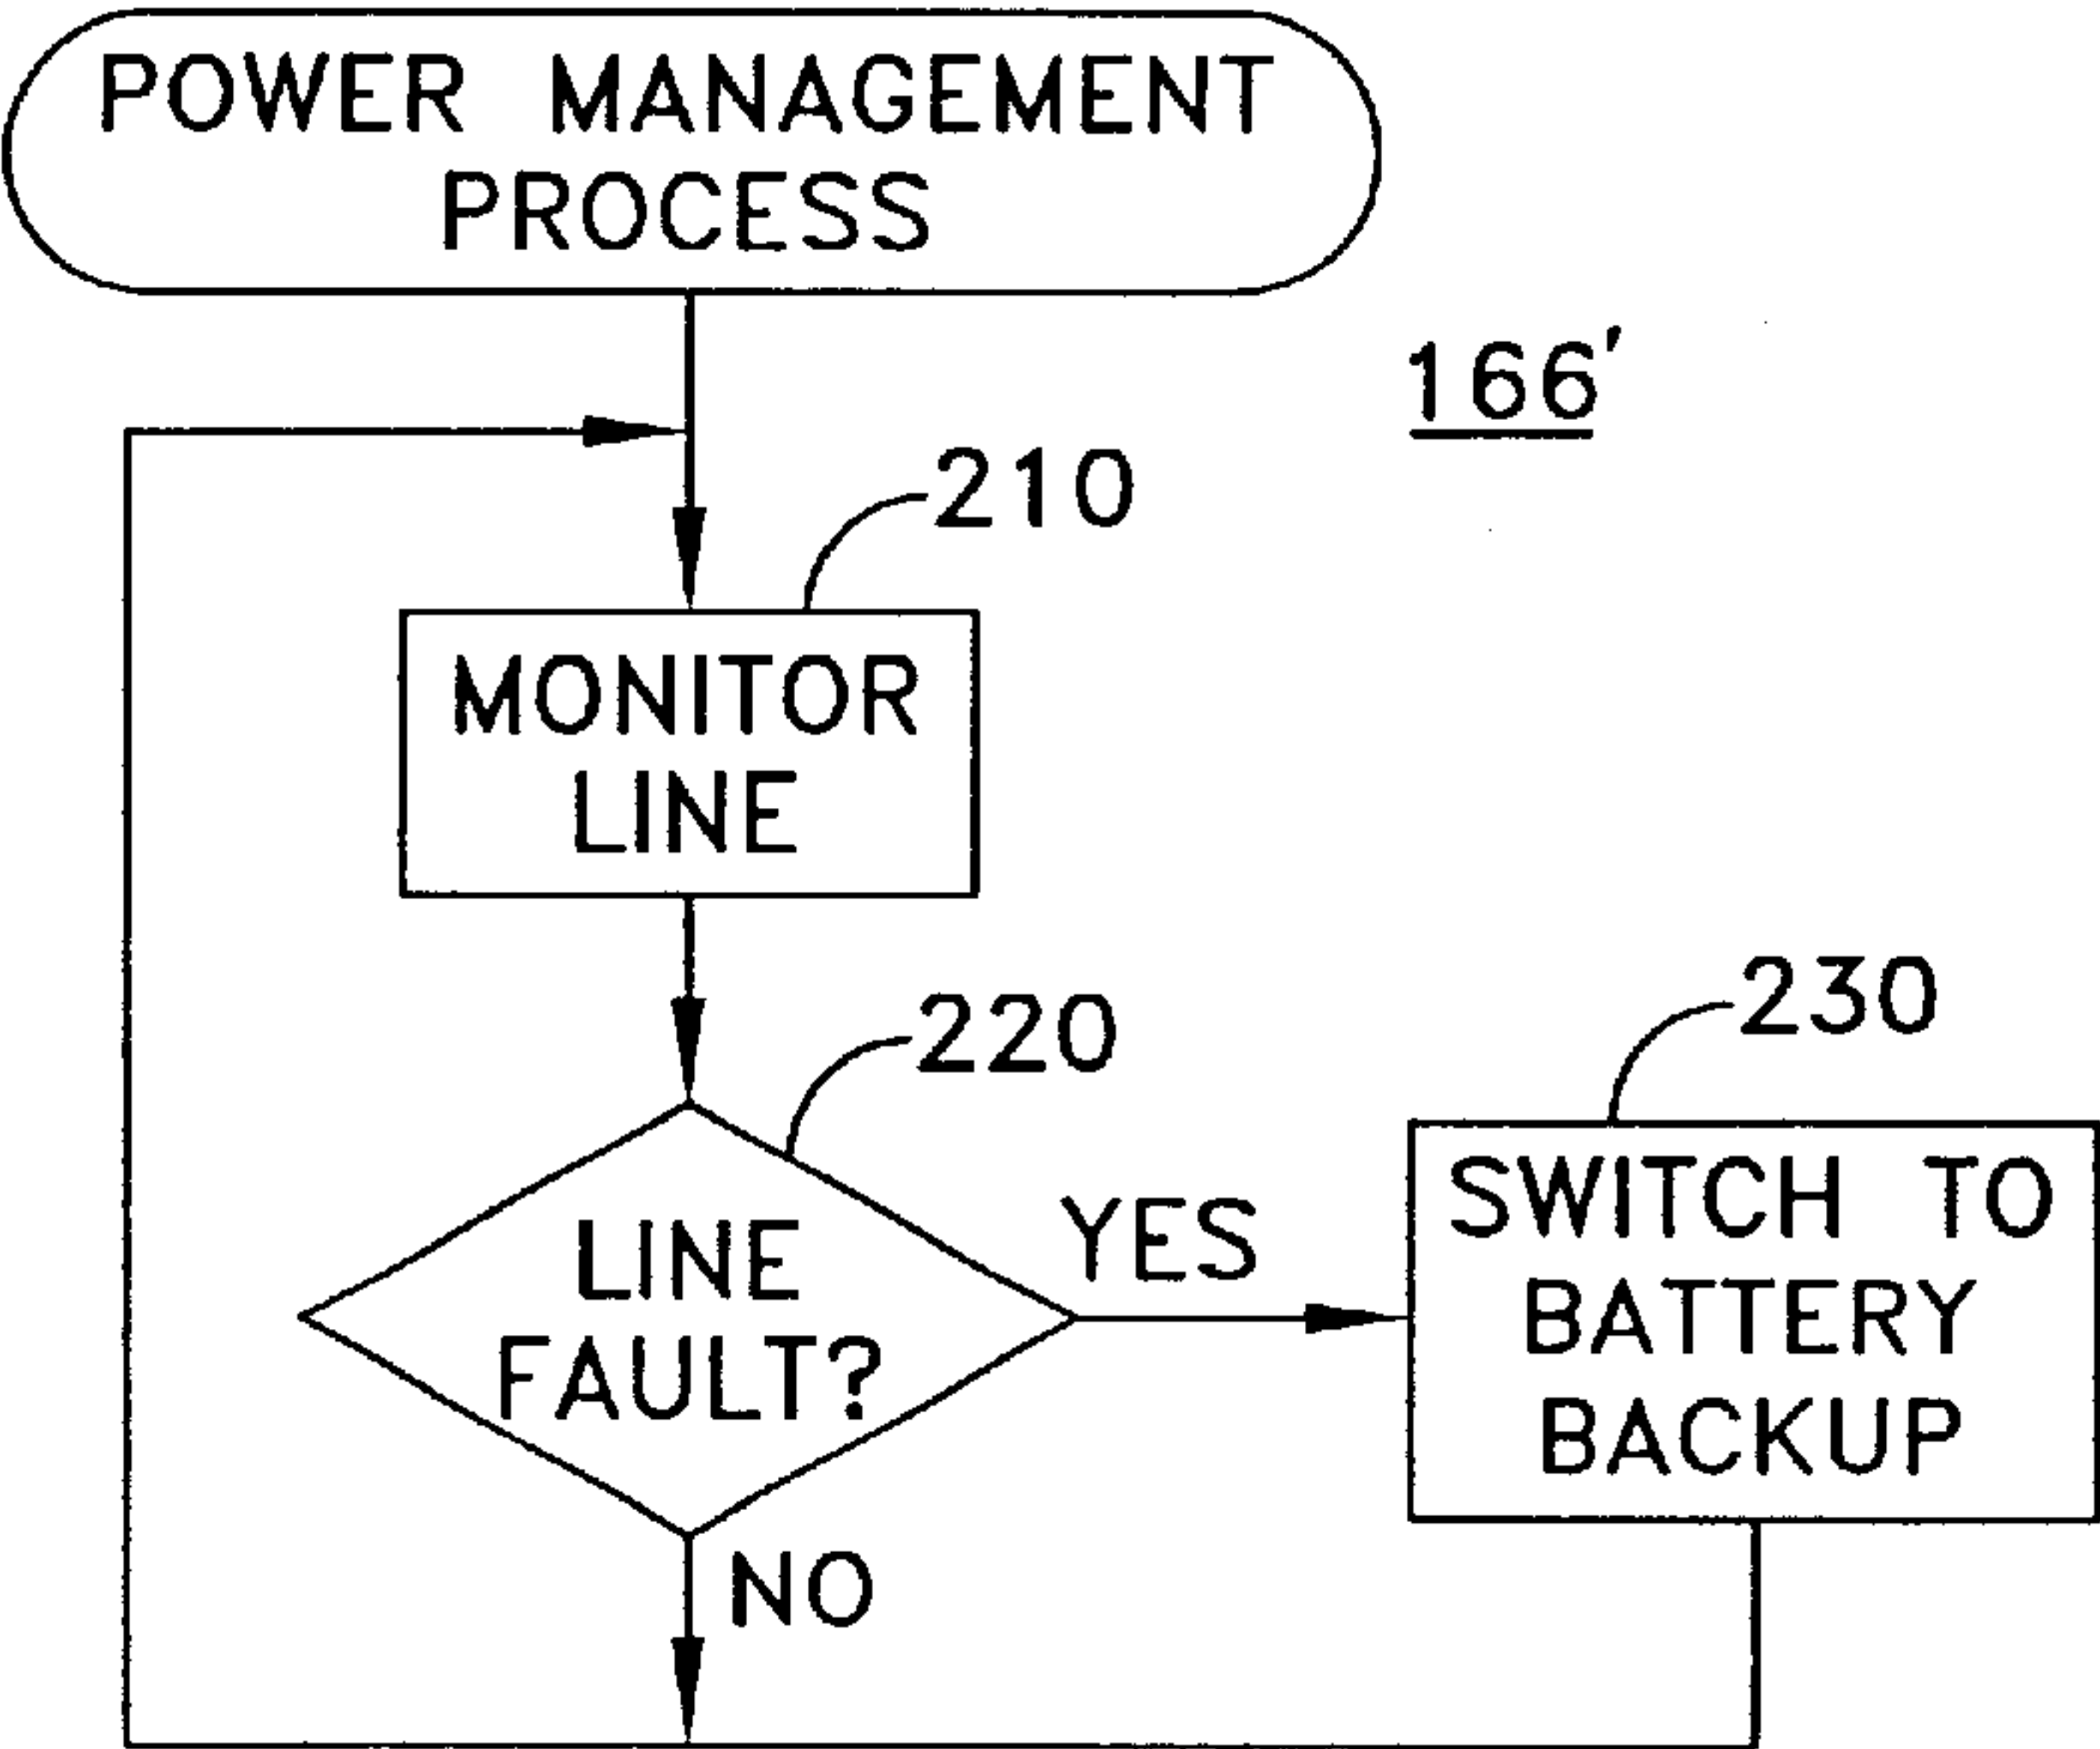 POWER MANAGEMENT
PROCESS
166'
210
MONITOR
LINE
220
230
LINE
FAULT?
YES
SWITCH TO
BATTERY
BACKUP
NO